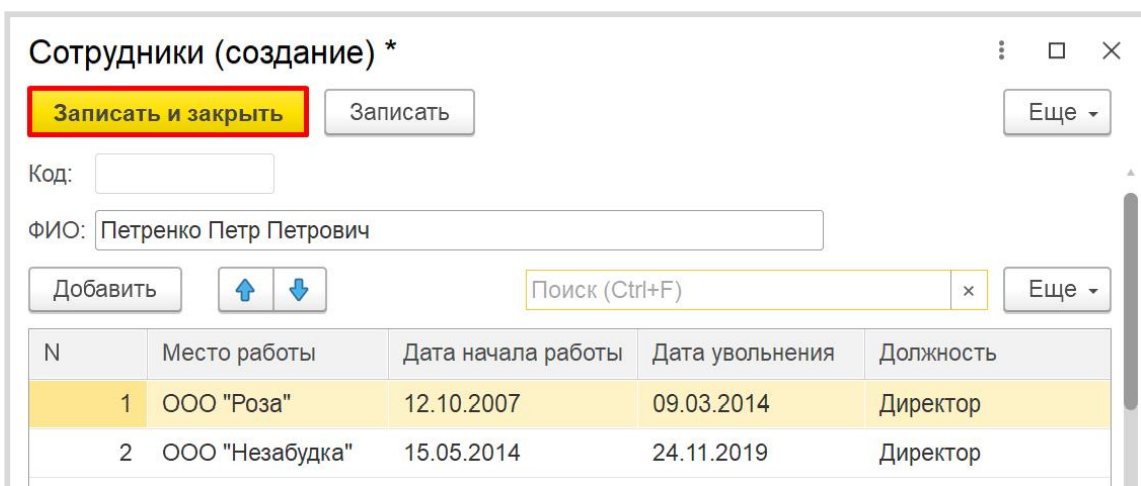 Сотрудники (создание) *
Записать и закрыть Записать Еще
Код:
ФИО: Петренко Петр Петрович
Добавить Поиск (Ctrl+F) × Еще
N Место работы Дата начала работы Дата увольнения Должность
1 ООО "Роза" 12.10.2007 09.03.2014 Директор
2 ООО "Незабудка" 15.05.2014 24.11.2019 Директор